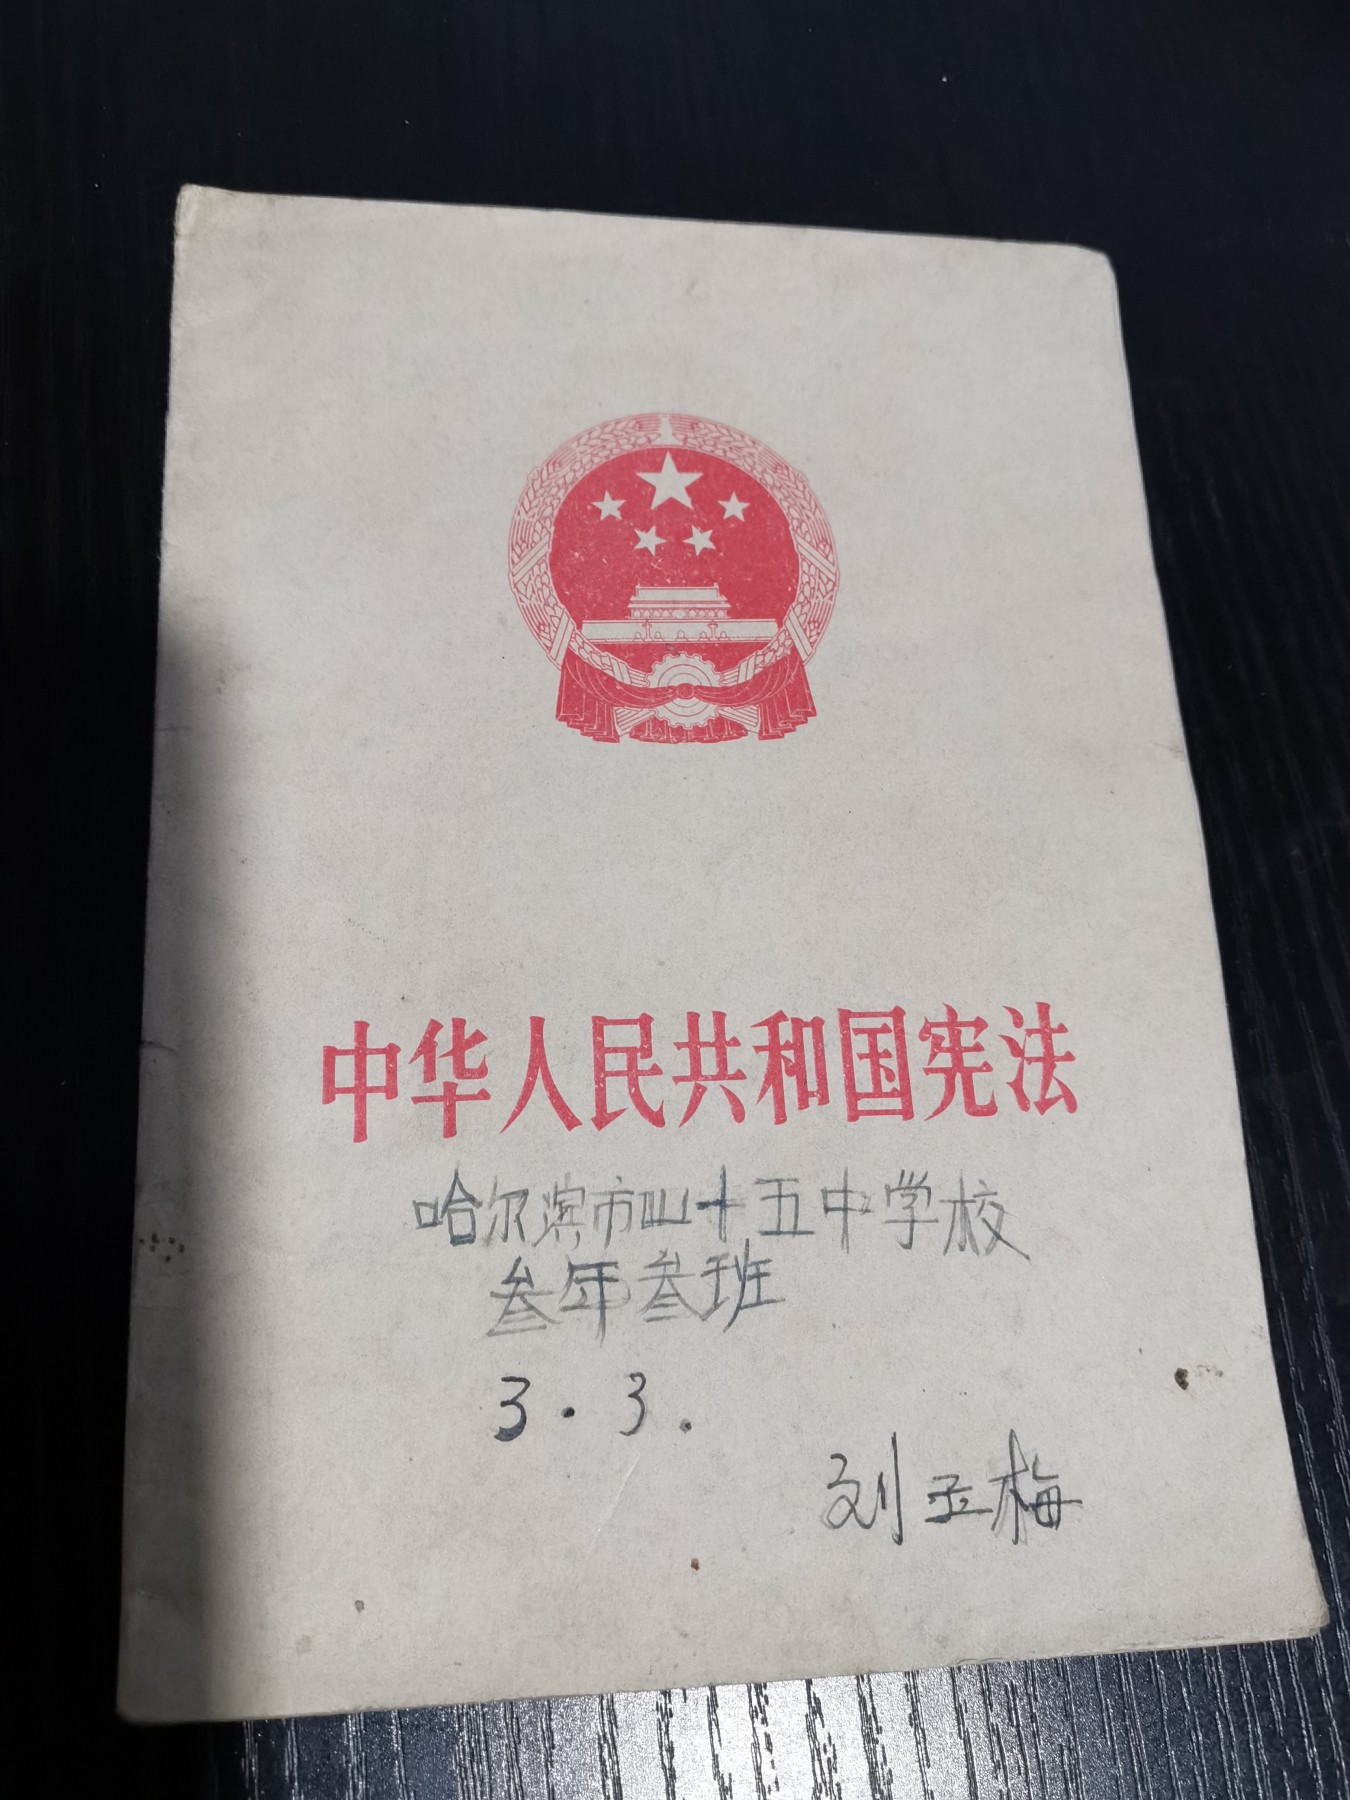 中华人民共和国宪法
哈尔滨市四十五中学校
叁年叁班
3.3.
刘玉梅